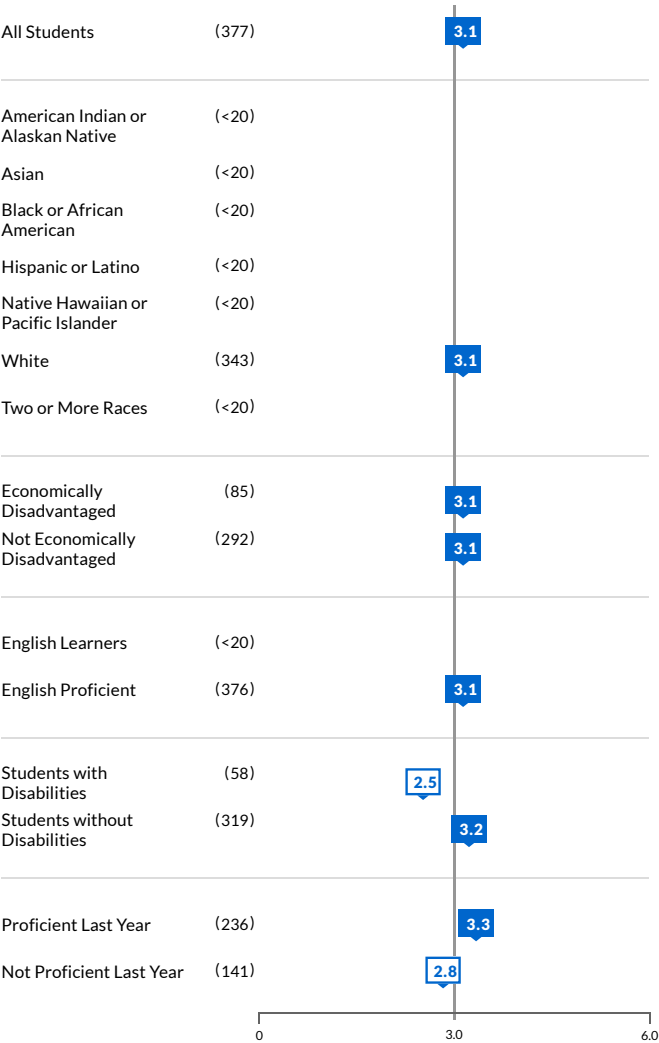 All Students (377) 3.1
American Indian or (<20)
Alaskan Native
Asian (<20)
Black or African (<20)
American
Hispanic or Latino (<20)
Native Hawaiian or (<20)
Pacific Islander
White (343) 3.1
Two or More Races (<20)
Economically (85) 3.1
Disadvantaged
Not Economically (292) 3.1
Disadvantaged
English Learners (<20)
English Proficient (376) 3.1
Students with (58) 2.5
Disabilities
Students without (319) 3.2
Disabilities
Proficient Last Year (236) 3.3
Not Proficient Last Year (141) 2.8
0 3.0 6.0